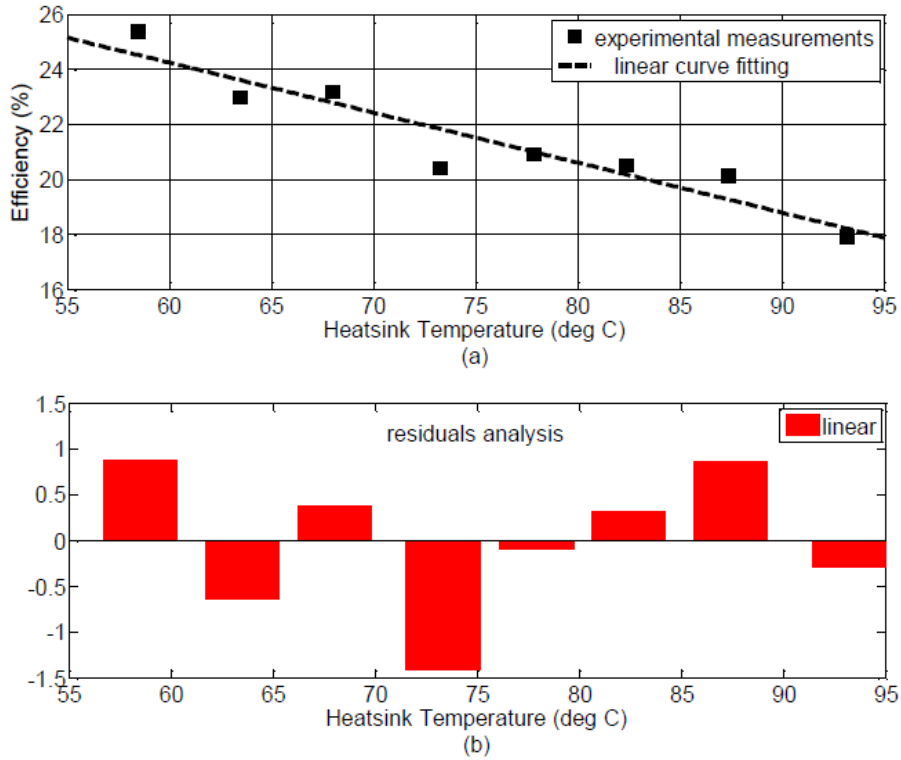 26
24
22
20
18
16
Efficiency (%)
experimental measurements
linear curve fitting
55 60 65 70 75 80 85 90 95
Heatsink Temperature (deg C)
(a)
1.5
1
0.5
0
-0.5
-1
-1.5
residuals analysis
linear
55 60 65 70 75 80 85 90 95
Heatsink Temperature (deg C)
(b)